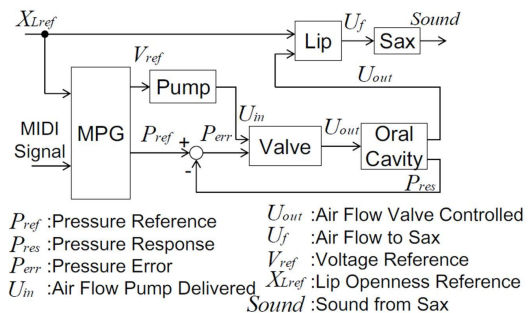 X_Lref
U_f
Sound
Lip
Sax
V_ref
U_out
Pump
U_in
MIDI
Signal
MPG
P_ref
+
-
P_err
Valve
U_out
Oral
Cavity
P_res
P_ref :Pressure Reference
P_res :Pressure Response
P_err :Pressure Error
U_in :Air Flow Pump Delivered
U_out :Air Flow Valve Controlled
U_f :Air Flow to Sax
V_ref :Voltage Reference
X_Lref :Lip Openness Reference
Sound :Sound from Sax